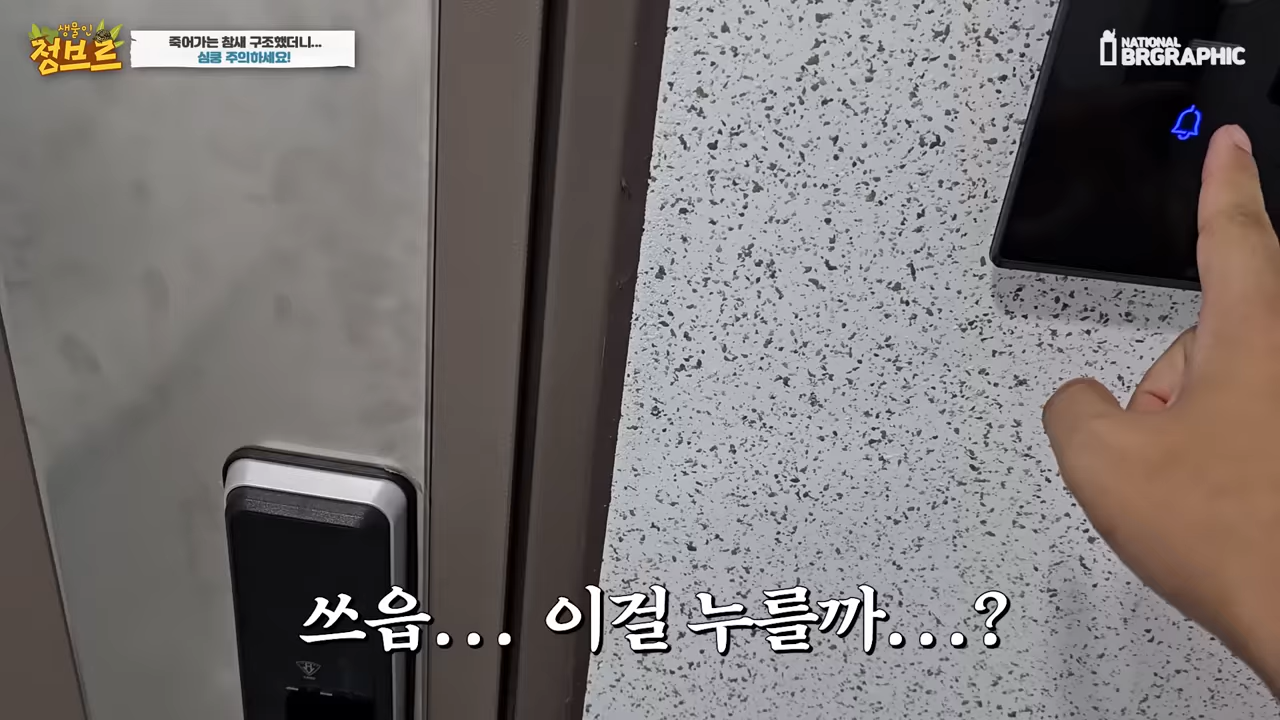 생물인
정브르
죽어가는 참새 구조했더니...
심쿵 주의하세요!
NATIONAL
BRGRAPHIC
쓰읍... 이걸 누를까...?